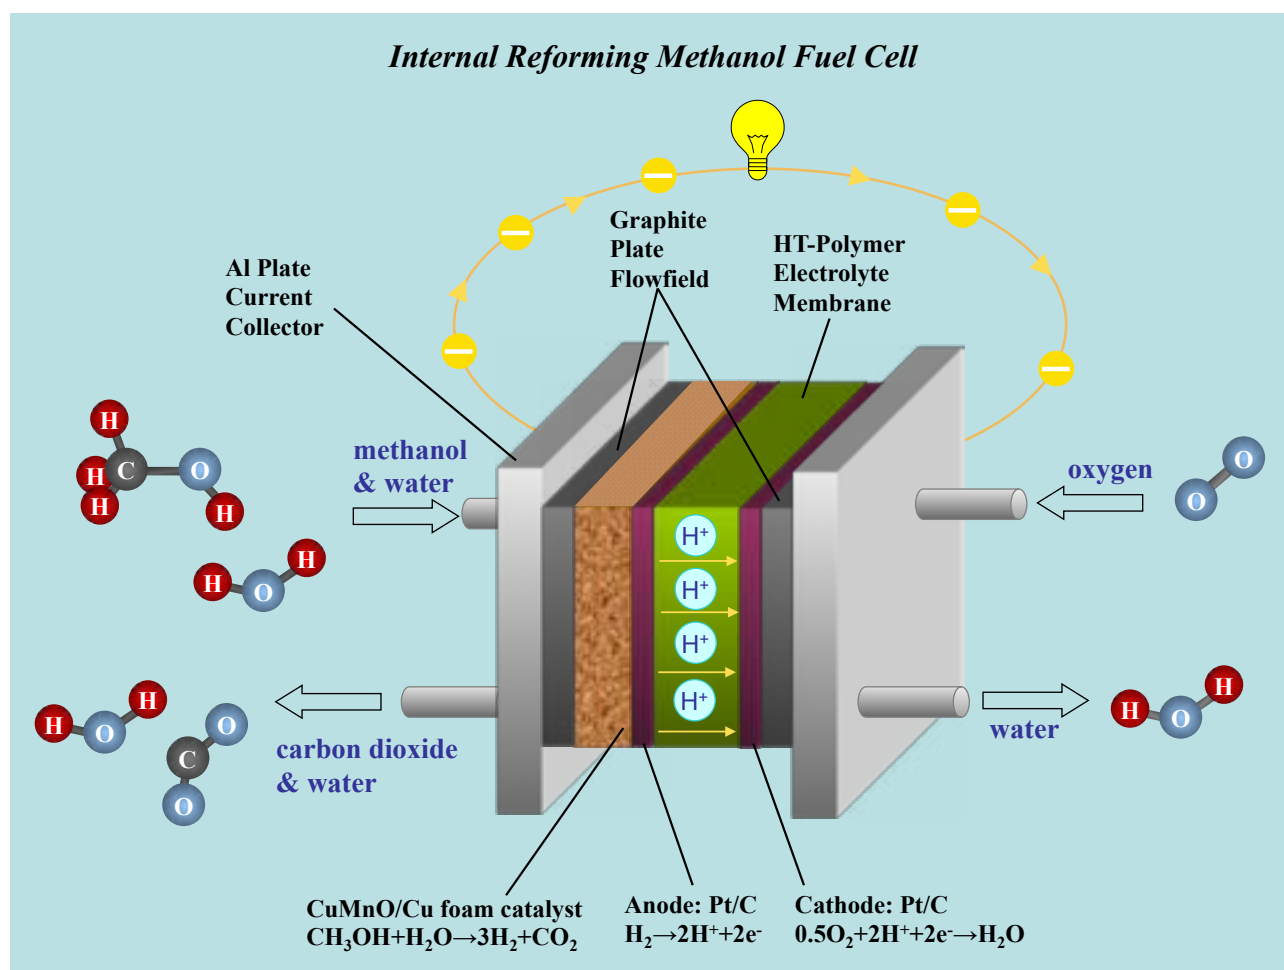 Internal Reforming Methanol Fuel Cell
Graphite
Plate
Flowfield
HT-Polymer
Electrolyte
Membrane
Al Plate
Current
Collector
H
C
O
H
H
H
methanol
& water
H
O
H
oxygen
O
O
H⁺
H⁺
H⁺
H⁺
H
O
H
O
C
O
carbon dioxide
& water
water
H
O
H
CuMnO/Cu foam catalyst
CH₃OH+H₂O→3H₂+CO₂
Anode: Pt/C
H₂→2H⁺+2e⁻
Cathode: Pt/C
0.5O₂+2H⁺+2e⁻→H₂O